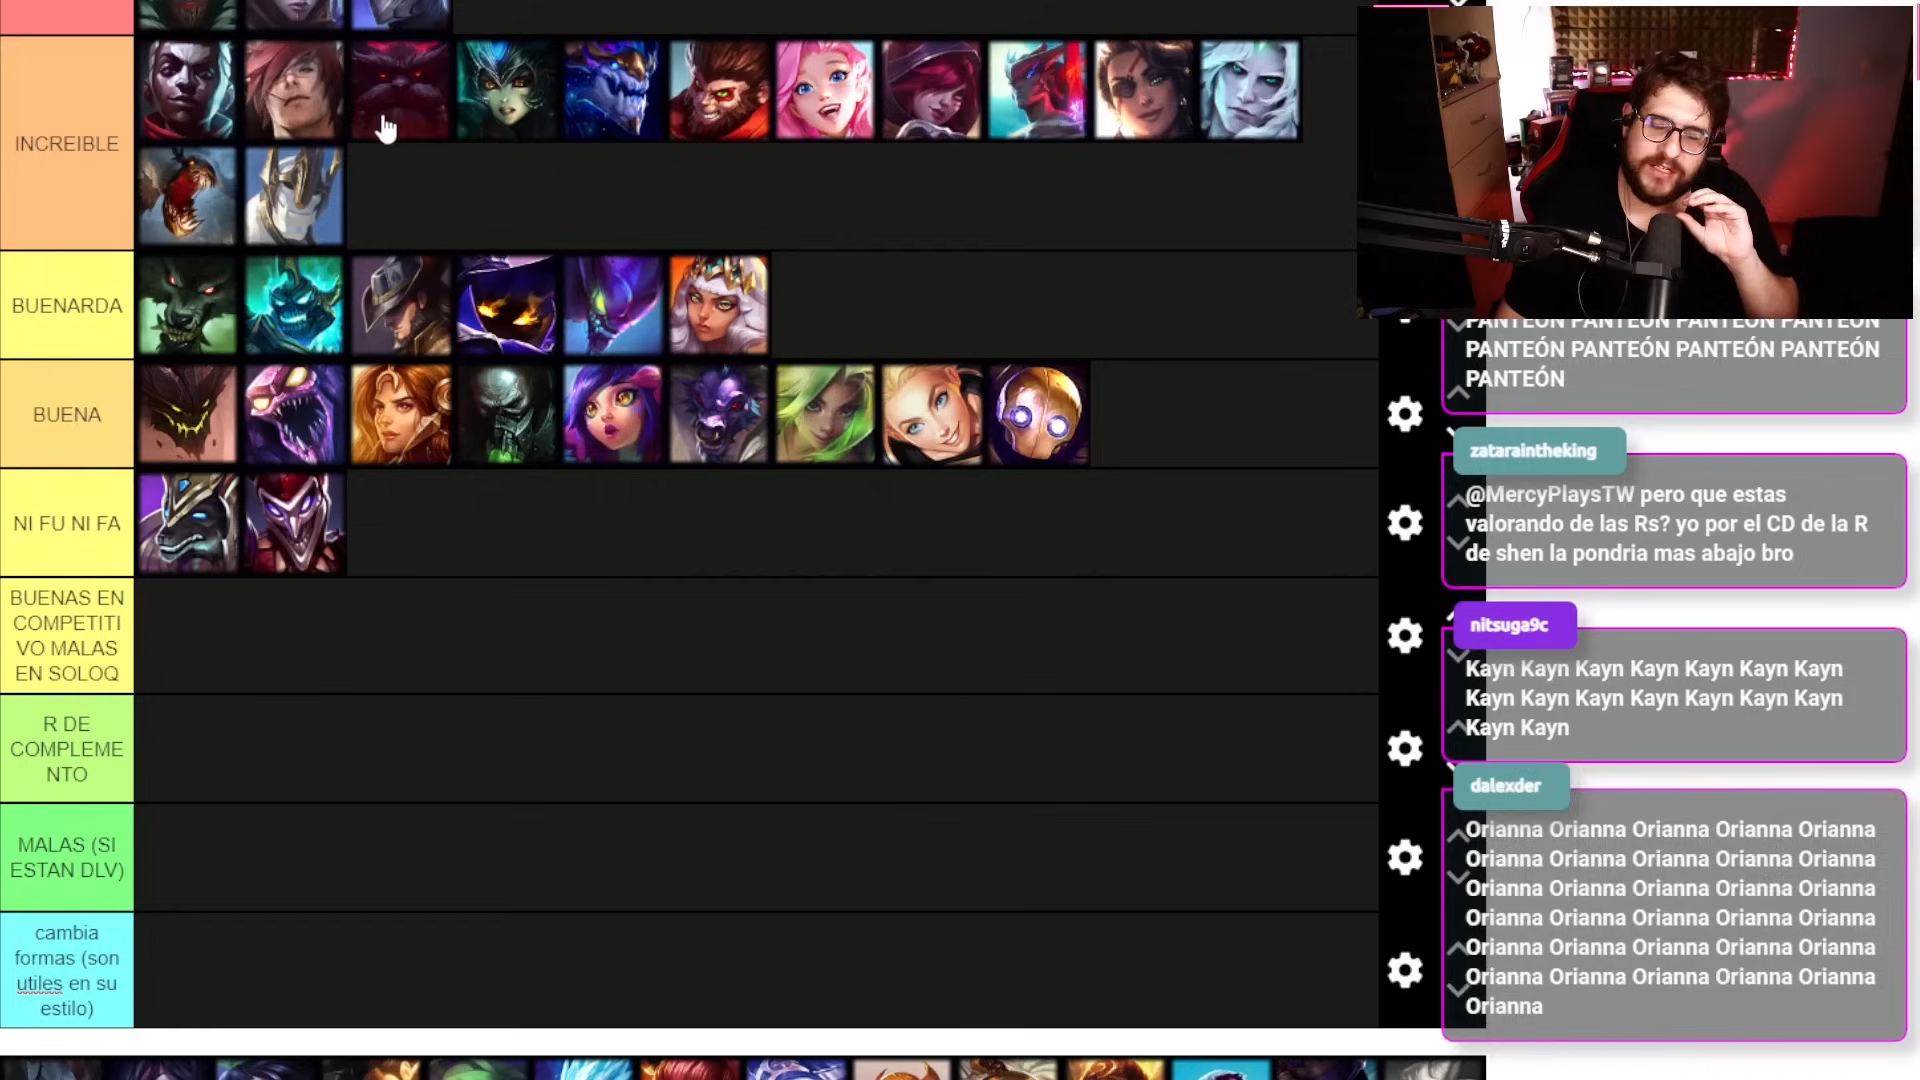 INCREIBLE
BUENARDA
BUENA
NI FU NI FA
BUENAS EN
COMPETITI
VO MALAS
EN SOLOQ
R DE
COMPLEME
NTO
MALAS (SI
ESTAN DLV)
cambia
formas (son
utiles en su
estilo)
PANTEÓN PANTEÓN PANTEÓN PANTEÓN
PANTEÓN PANTEÓN PANTEÓN PANTEÓN
PANTEÓN
zataraintheking
@MercyPlaysTW pero que estas
valorando de las Rs? yo por el CD de la R
de shen la pondria mas abajo bro
nitsuga9c
Kayn Kayn Kayn Kayn Kayn Kayn Kayn
Kayn Kayn Kayn Kayn Kayn Kayn Kayn
Kayn Kayn
dalexder
Orianna Orianna Orianna Orianna Orianna
Orianna Orianna Orianna Orianna Orianna
Orianna Orianna Orianna Orianna Orianna
Orianna Orianna Orianna Orianna Orianna
Orianna Orianna Orianna Orianna Orianna
Orianna Orianna Orianna Orianna Orianna
Orianna